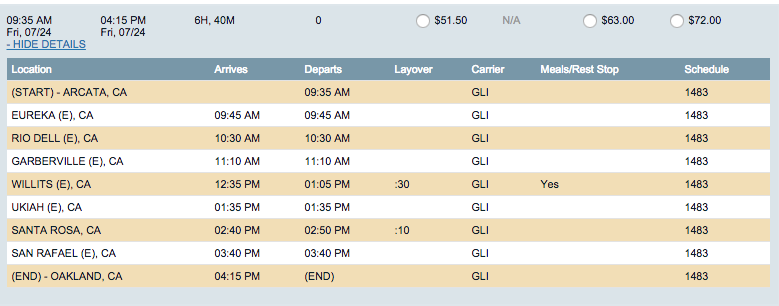 09:35 AM 04:15 PM 6H, 40M 0 $51.50 N/A $63.00 $72.00
Fri, 07/24 Fri, 07/24
- HIDE DETAILS
Location Arrives Departs Layover Carrier Meals/Rest Stop Schedule
(START) - ARCATA, CA 09:35 AM GLI 1483
EUREKA (E), CA 09:45 AM 09:45 AM GLI 1483
RIO DELL (E), CA 10:30 AM 10:30 AM GLI 1483
GARBERVILLE (E), CA 11:10 AM 11:10 AM GLI 1483
WILLITS (E), CA 12:35 PM 01:05 PM :30 GLI Yes 1483
UKIAH (E), CA 01:35 PM 01:35 PM GLI 1483
SANTA ROSA, CA 02:40 PM 02:50 PM :10 GLI 1483
SAN RAFAEL (E), CA 03:40 PM 03:40 PM GLI 1483
(END) - OAKLAND, CA 04:15 PM (END) GLI 1483